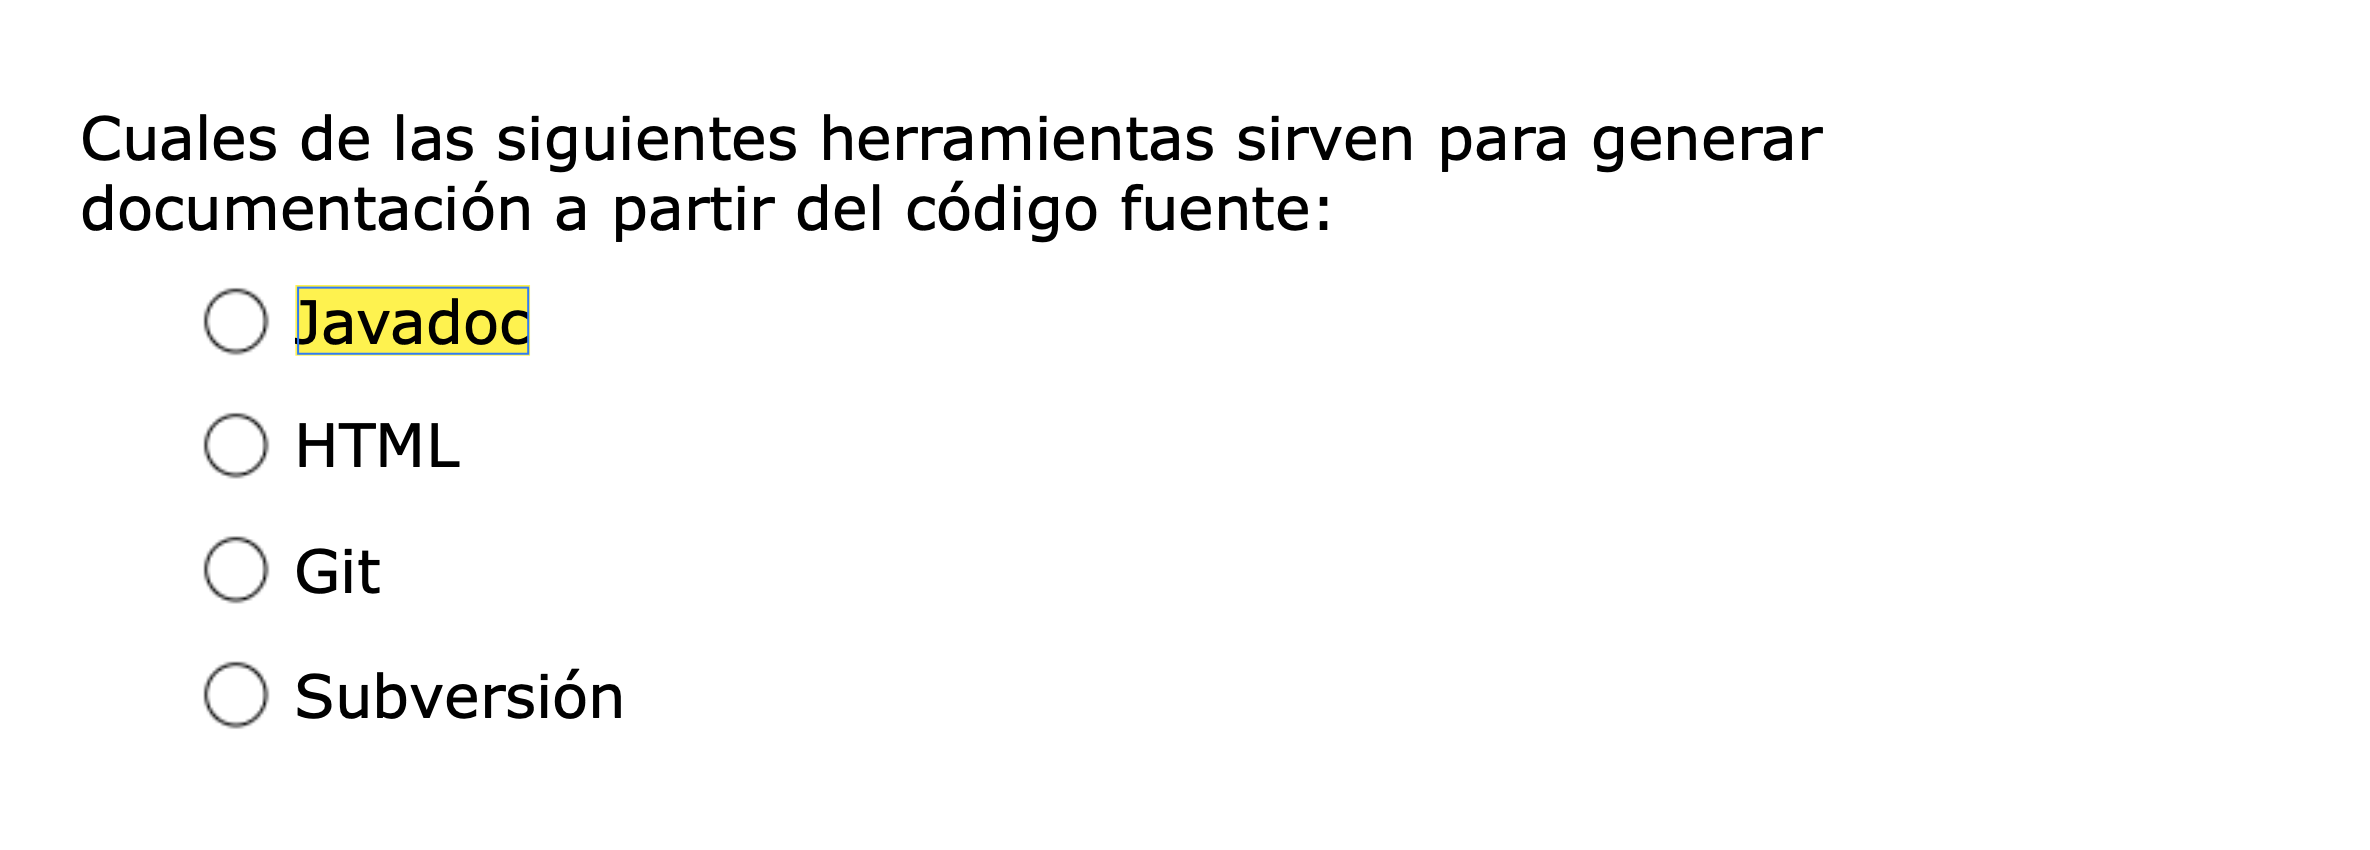 Cuales de las siguientes herramientas sirven para generar
documentación a partir del código fuente:
Javadoc
HTML
Git
Subversión